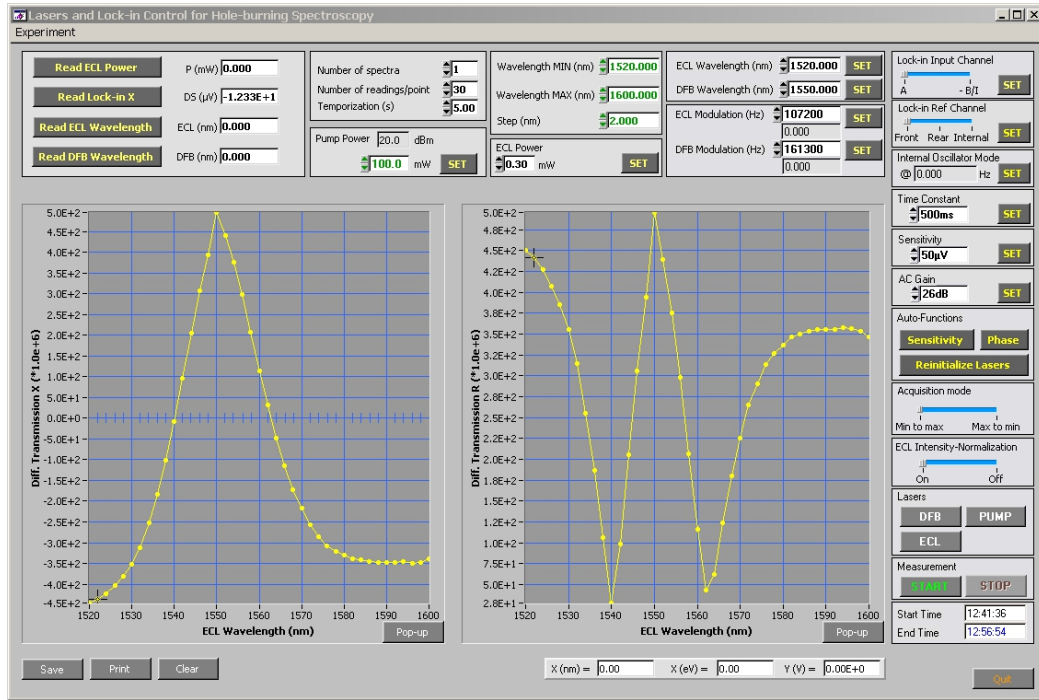 Lasers and Lock-in Control for Hole-burning Spectroscopy
Experiment
Read ECL Power
P (mW) 0.000
Read Lock-in X
DS (µV) -1.233E+1
Read ECL Wavelength
ECL (nm) 0.000
Read DFB Wavelength
DFB (nm) 0.000
Number of spectra 1
Number of readings/point 30
Temporization (s) 5.00
Pump Power 20.0 dBm
100.0 mW SET
Wavelength MIN (nm) 1520.000
Wavelength MAX (nm) 1600.000
Step (nm) 2.000
ECL Power
0.30 mW SET
ECL Wavelength (nm) 1520.000 SET
DFB Wavelength (nm) 1550.000 SET
ECL Modulation (Hz) 107200 SET
0.000
DFB Modulation (Hz) 161300 SET
0.000
Lock-in Input Channel
A - B/I SET
Lock-in Ref Channel
Front Rear Internal SET
Internal Oscillator Mode
@ 0.000 Hz SET
Time Constant
500ms SET
Sensitivity
50µV SET
AC Gain
26dB SET
Auto-Functions
Sensitivity Phase
Reinitialize Lasers
Acquisition mode
Min to max Max to min
ECL Intensity-Normalization
On Off
Lasers
DFB PUMP
ECL
Measurement
START STOP
Start Time 12:41:36
End Time 12:56:54
Quit
Diff. Transmission X (*1.0e+6)
5.0E+2
4.5E+2
4.0E+2
3.5E+2
3.0E+2
2.5E+2
2.0E+2
1.5E+2
1.0E+2
5.0E+1
0.0E+0
-5.0E+1
-1.0E+2
-1.5E+2
-2.0E+2
-2.5E+2
-3.0E+2
-3.5E+2
-4.0E+2
-4.5E+2
1520 1530 1540 1550 1560 1570 1580 1590 1600
ECL Wavelength (nm)
Pop-up
Diff. Transmission R (*1.0e+6)
5.0E+2
4.8E+2
4.5E+2
4.2E+2
4.0E+2
3.8E+2
3.5E+2
3.2E+2
3.0E+2
2.8E+2
2.5E+2
2.2E+2
2.0E+2
1.8E+2
1.5E+2
1.2E+2
1.0E+2
7.5E+1
5.0E+1
2.8E+1
1520 1530 1540 1550 1560 1570 1580 1590 1600
ECL Wavelength (nm)
Pop-up
Save Print Clear
X (nm) = 0.00 X (eV) = 0.00 Y (V) = 0.00E+0